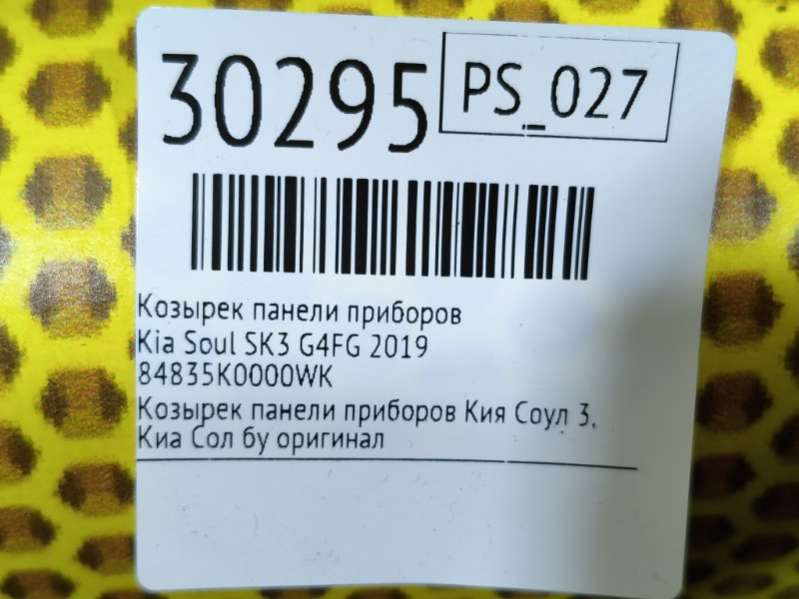 30295
PS_027
Козырек панели приборов
Kia Soul SK3 G4FG 2019
84835K0000WK
Козырек панели приборов Кия Соул 3,
Киа Сол бу оригинал